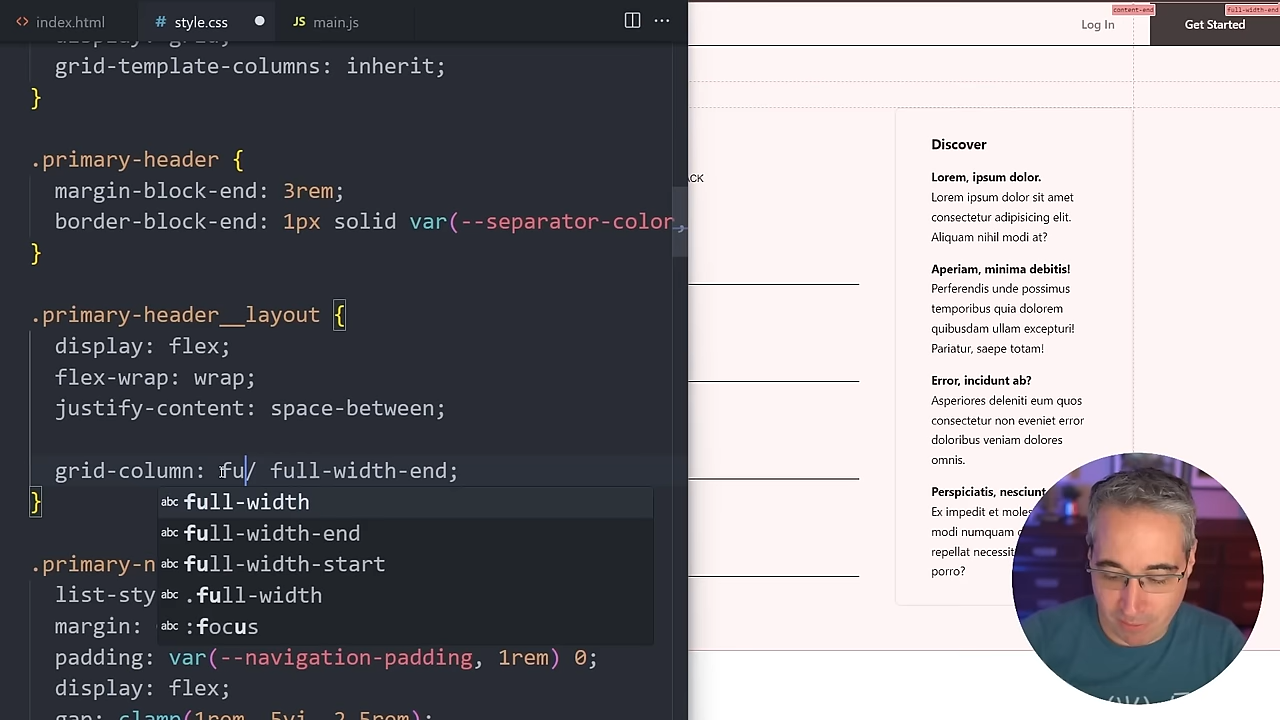 index.html
style.css
JS main.js
grid-template-columns: inherit;
}
.primary-header {
margin-block-end: 3rem;
border-block-end: 1px solid var(--separator-color,
}
.primary-header__layout {
display: flex;
flex-wrap: wrap;
justify-content: space-between;
grid-column: fu/ full-width-end;
}
abc full-width
abc full-width-end
abc full-width-start
abc .full-width
abc :focus
.primary-n
list-sty
margin:
padding: var(--navigation-padding, 1rem) 0;
display: flex;
gap: clamp(1rem, 5vi, 2.5rem);
content-end
full-width-end
Log In
Get Started
ACK
Discover
Lorem, ipsum dolor.
Lorem ipsum dolor sit amet
consectetur adipisicing elit.
Aliquam nihil modi at?
Aperiam, minima debitis!
Perferendis unde possimus
temporibus quia dolorem
quibusdam ullam excepturi!
Pariatur, saepe totam!
Error, incidunt ab?
Asperiores deleniti eum quos
consectetur non eveniet error
doloribus veniam dolores
omnis.
Perspiciatis, nesciunt
Ex impedit et moles
modi numquam
repellat necessit
porro?